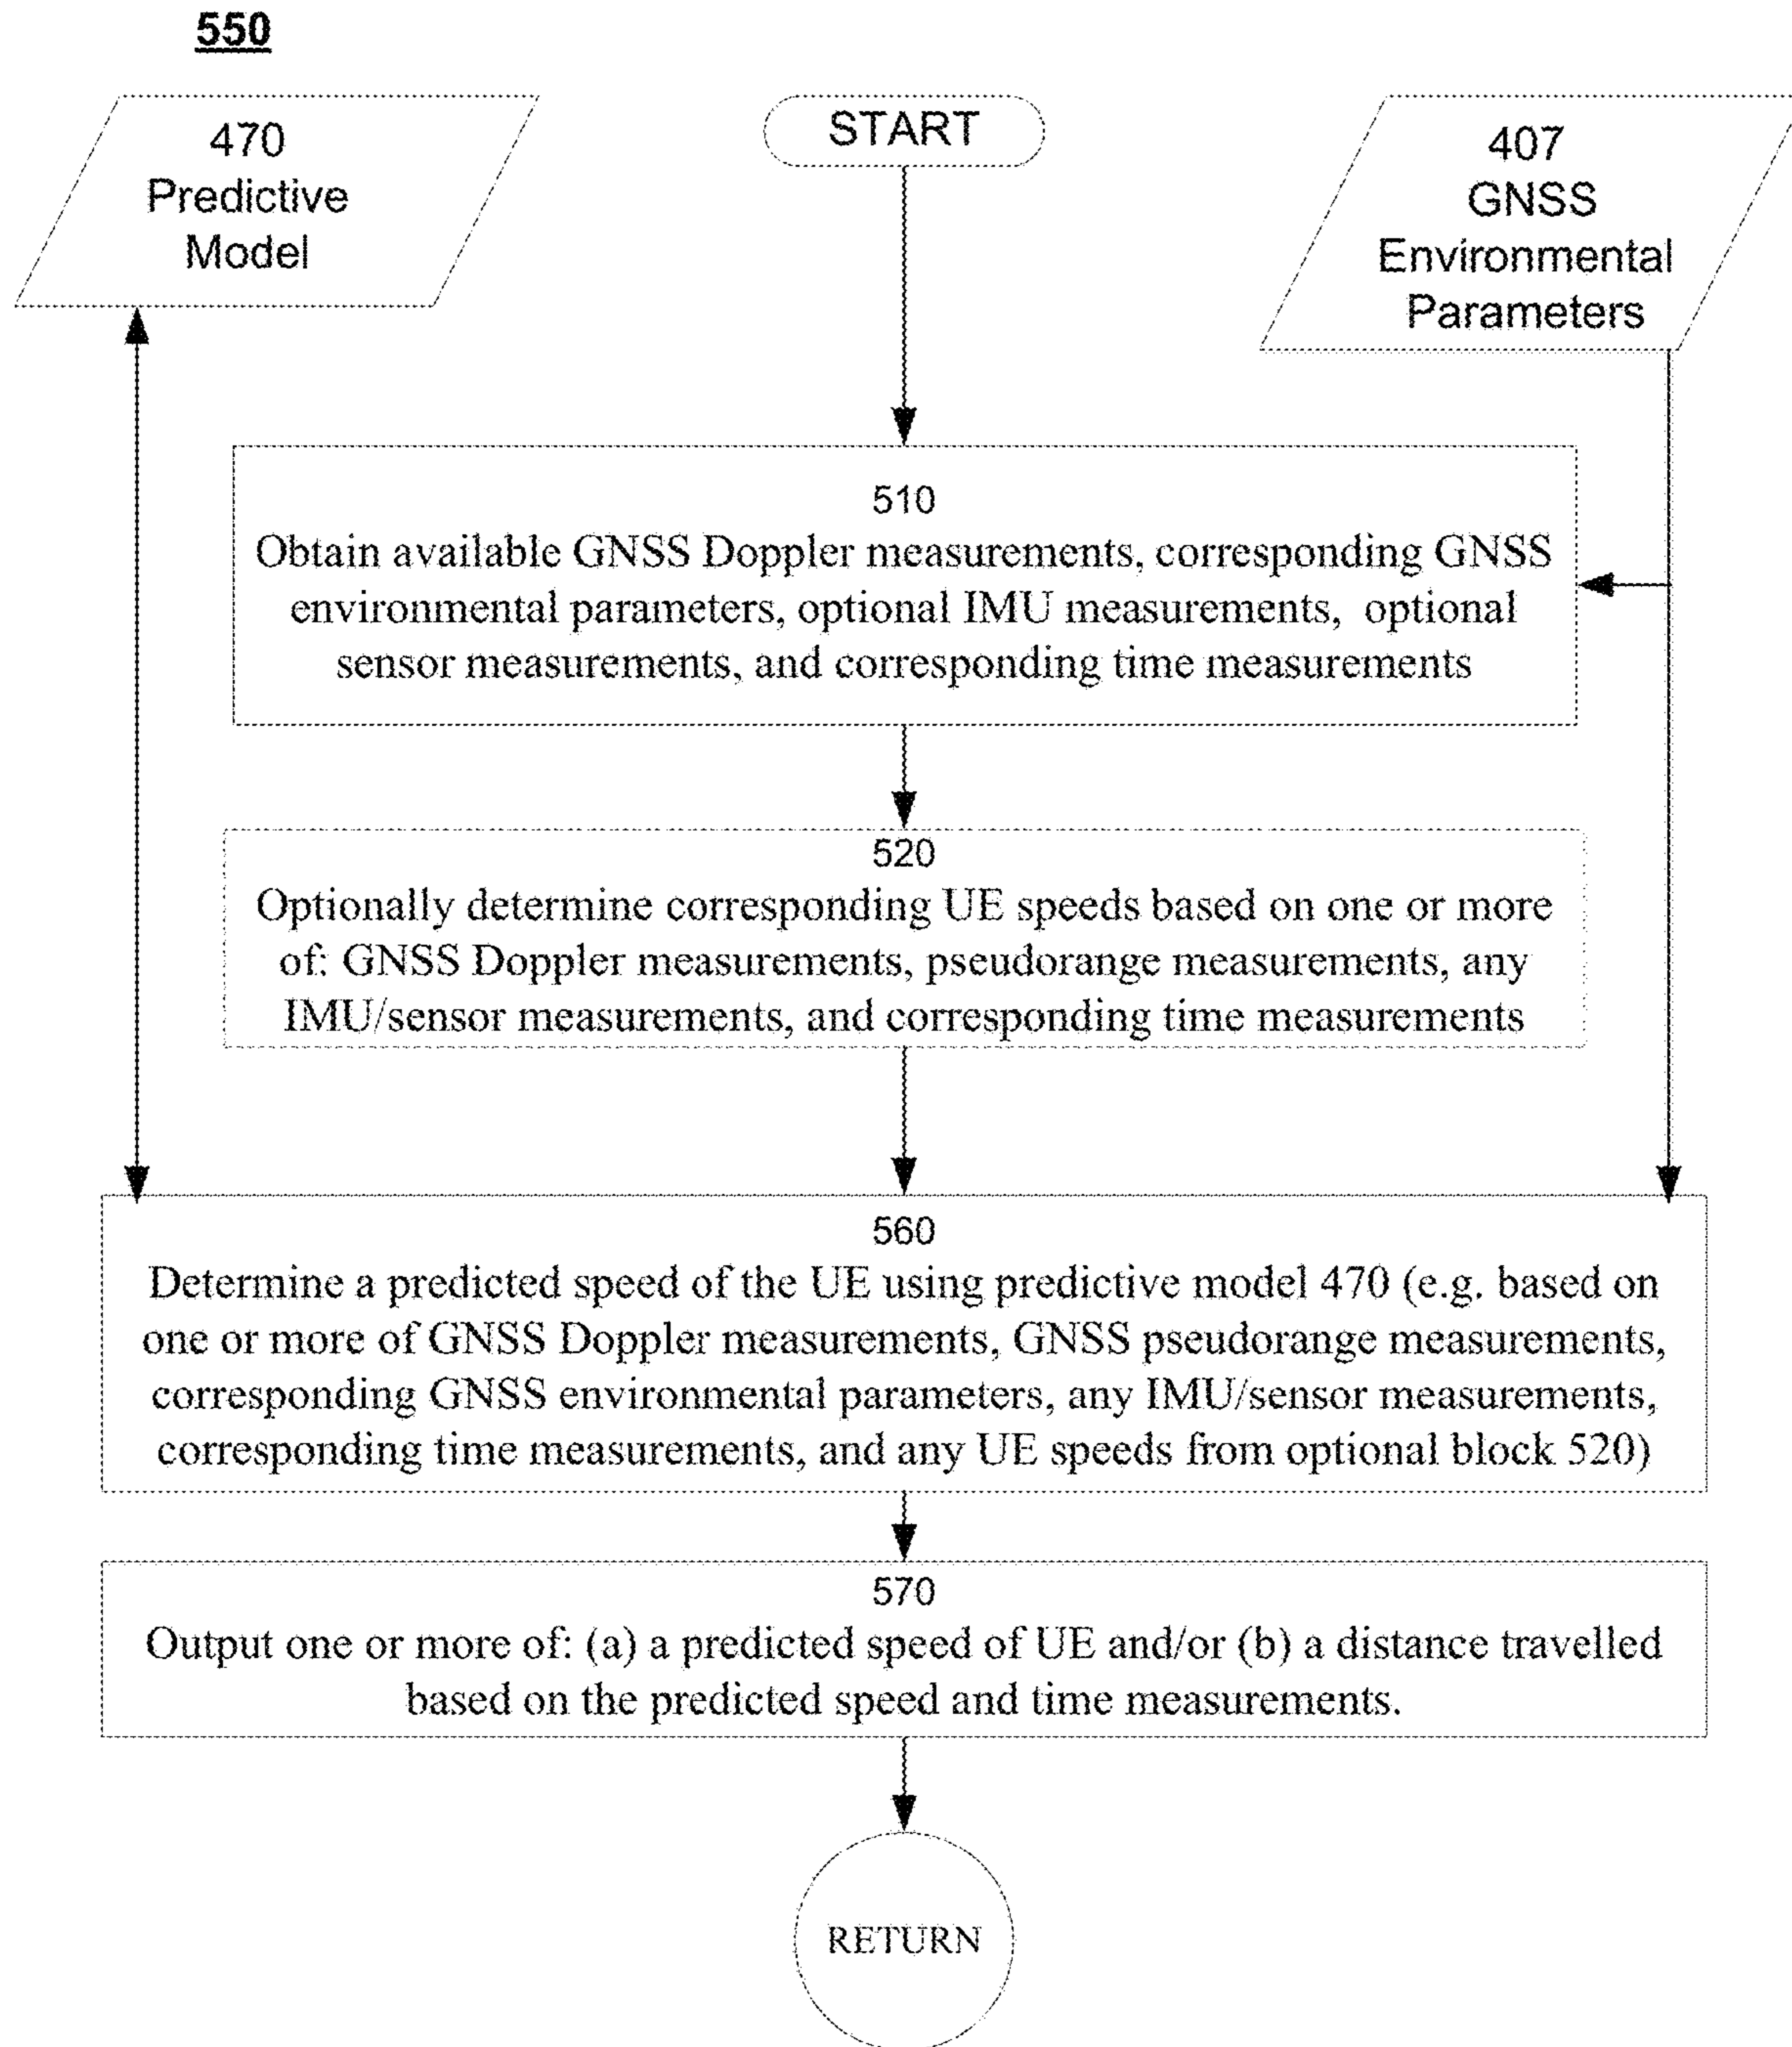 550
470
Predictive
Model
START
407
GNSS
Environmental
Parameters
510
Obtain available GNSS Doppler measurements, corresponding GNSS
environmental parameters, optional IMU measurements, optional
sensor measurements, and corresponding time measurements
520
Optionally determine corresponding UE speeds based on one or more
of: GNSS Doppler measurements, pseudorange measurements, any
IMU/sensor measurements, and corresponding time measurements
560
Determine a predicted speed of the UE using predictive model 470 (e.g. based on
one or more of GNSS Doppler measurements, GNSS pseudorange measurements,
corresponding GNSS environmental parameters, any IMU/sensor measurements,
corresponding time measurements, and any UE speeds from optional block 520)
570
Output one or more of: (a) a predicted speed of UE and/or (b) a distance travelled
based on the predicted speed and time measurements.
RETURN